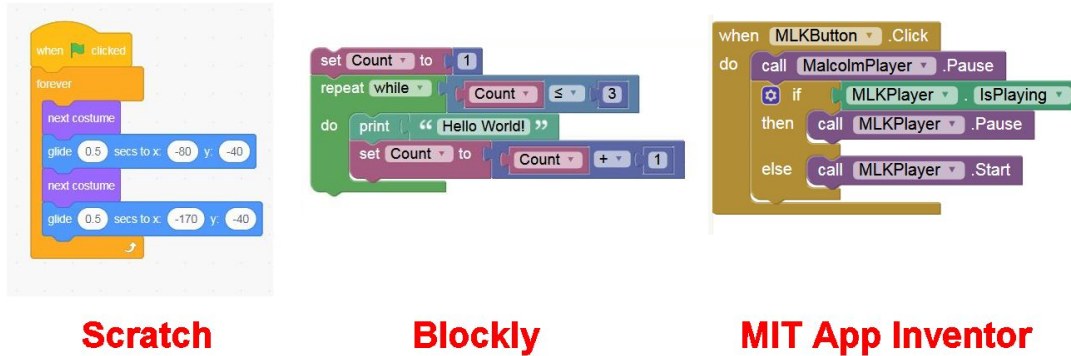 when clicked
forever
next costume
glide 0.5 secs to x: -80 y: -40
next costume
glide 0.5 secs to x: -170 y: -40
Scratch
set Count to 1
repeat while Count ≤ 3
do print “ Hello World! ”
set Count to Count + 1
Blockly
when MLKButton .Click
do call MalcolmPlayer .Pause
if MLKPlayer . IsPlaying
then call MLKPlayer .Pause
else call MLKPlayer .Start
MIT App Inventor